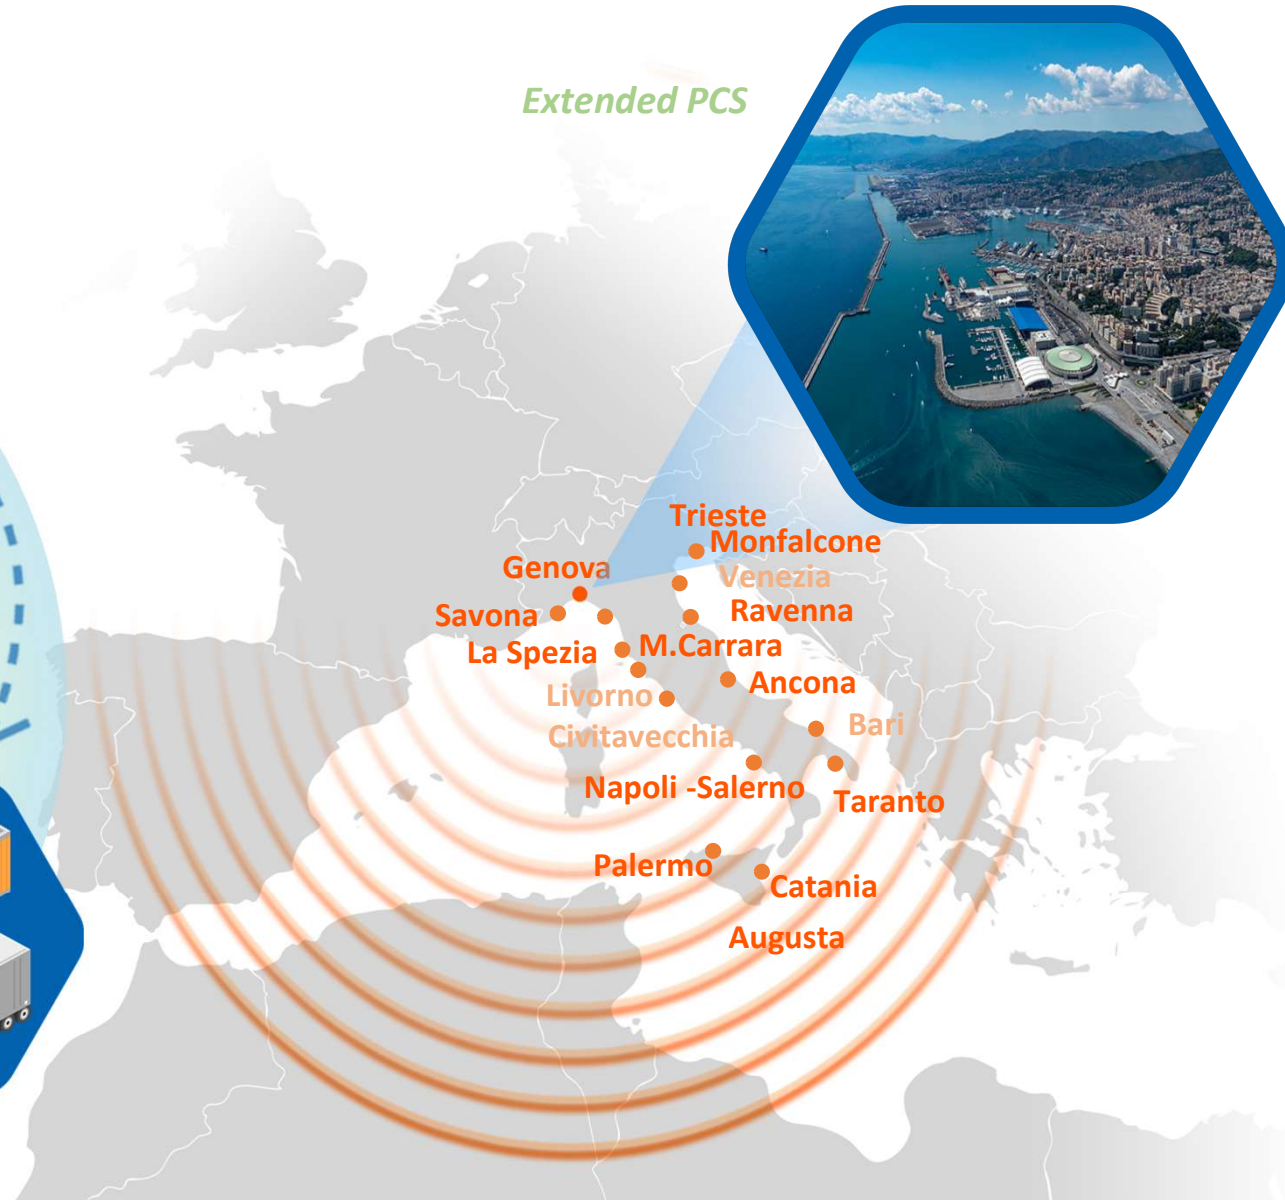 Extended PCS
Trieste
Monfalcone
Genova
Venezia
Savona
Ravenna
La Spezia
M.Carrara
Ancona
Livorno
Bari
Civitavecchia
Napoli -Salerno
Taranto
Palermo
Catania
Augusta